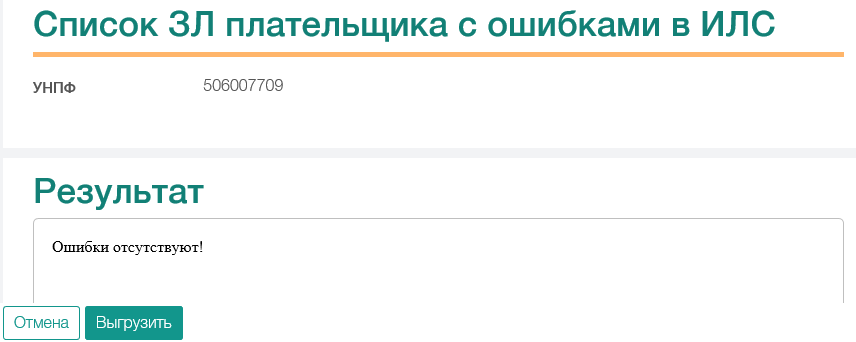 Список ЗЛ плательщика с ошибками в ИЛС
УНПФ 506007709
Результат
Ошибки отсутствуют!
Отмена Выгрузить